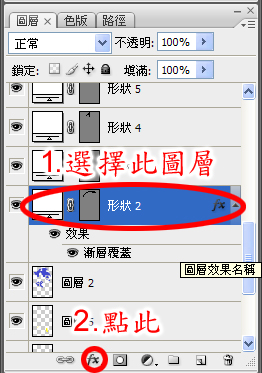 圖層 色版 路徑
正常 不透明: 100%
鎖定: 填滿: 100%
形狀 5
形狀 4
1.選擇此圖層
形狀 2 fx
效果
漸層覆蓋
圖層效果名稱
圖層 2
2.點此
fx